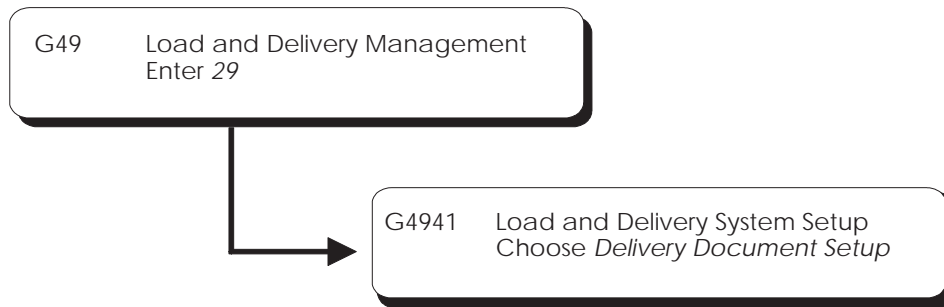 G49 Load and Delivery Management
Enter 29
G4941 Load and Delivery System Setup
Choose Delivery Document Setup